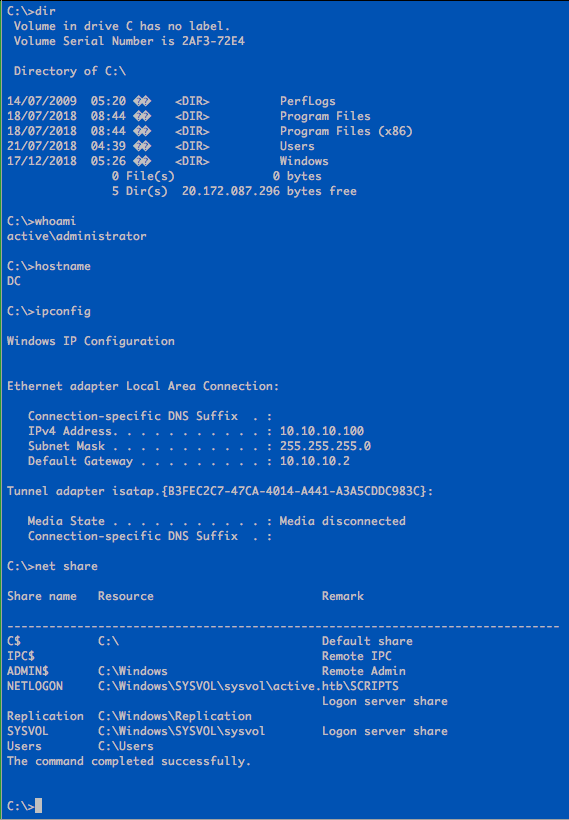 C:\>dir
 Volume in drive C has no label.
 Volume Serial Number is 2AF3-72E4

 Directory of C:\

14/07/2009  05:20 ��    <DIR>          PerfLogs
18/07/2018  08:44 ��    <DIR>          Program Files
18/07/2018  08:44 ��    <DIR>          Program Files (x86)
21/07/2018  04:39 ��    <DIR>          Users
17/12/2018  05:26 ��    <DIR>          Windows
               0 File(s)              0 bytes
               5 Dir(s)  20.172.087.296 bytes free

C:\>whoami
active\administrator

C:\>hostname
DC

C:\>ipconfig

Windows IP Configuration


Ethernet adapter Local Area Connection:

   Connection-specific DNS Suffix  . :
   IPv4 Address. . . . . . . . . . . : 10.10.10.100
   Subnet Mask . . . . . . . . . . . : 255.255.255.0
   Default Gateway . . . . . . . . . : 10.10.10.2

Tunnel adapter isatap.{B3FEC2C7-47CA-4014-A441-A3A5CDDC983C}:

   Media State . . . . . . . . . . . : Media disconnected
   Connection-specific DNS Suffix  . :

C:\>net share

Share name   Resource                        Remark

-------------------------------------------------------------------------------
C$           C:\                             Default share
IPC$                                         Remote IPC
ADMIN$       C:\Windows                      Remote Admin
NETLOGON     C:\Windows\SYSVOL\sysvol\active.htb\SCRIPTS
                                             Logon server share
Replication  C:\Windows\Replication
SYSVOL       C:\Windows\SYSVOL\sysvol        Logon server share
Users        C:\Users
The command completed successfully.


C:\>